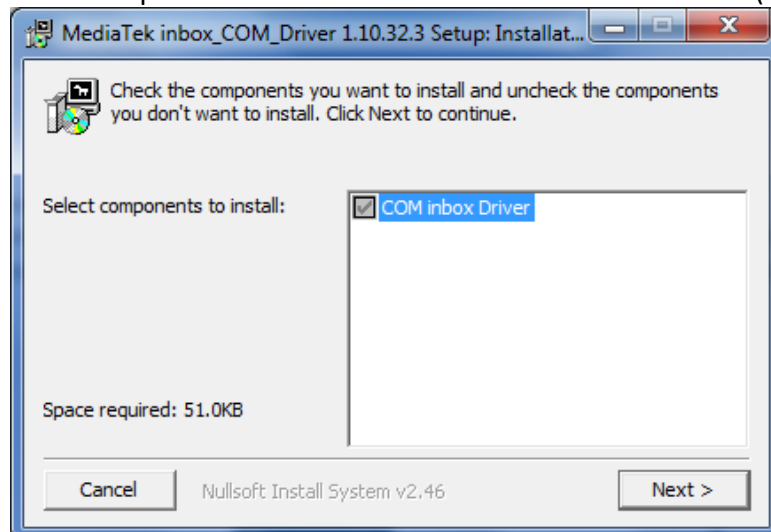 MediaTek inbox_COM_Driver 1.10.32.3 Setup: Installat...
Check the components you want to install and uncheck the components
you don't want to install. Click Next to continue.
Select components to install:
COM inbox Driver
Space required: 51.0KB
Cancel
Nullsoft Install System v2.46
Next >